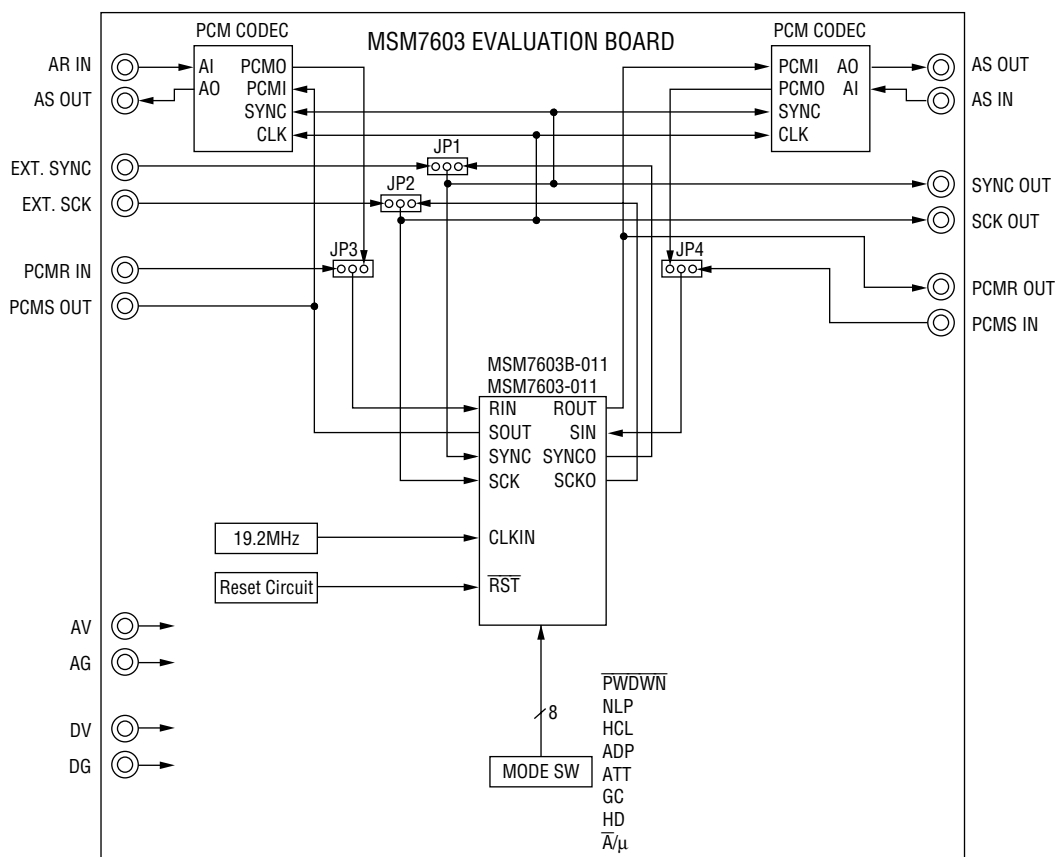 PCM CODEC
MSM7603 EVALUATION BOARD
PCM CODEC
AR IN
AS OUT
AI PCMO
AO PCMI
SYNC
CLK
PCMI AO
PCMO AI
SYNC
CLK
AS OUT
AS IN
EXT. SYNC
EXT. SCK
JP1
JP2
SYNC OUT
SCK OUT
PCMR IN
PCMS OUT
JP3
JP4
PCMR OUT
PCMS IN
MSM7603B-011
MSM7603-011
RIN ROUT
SOUT SIN
SYNC SYNCO
SCK SCKO
CLKIN
R̅S̅T̅
19.2MHz
Reset Circuit
AV
AG
DV
DG
8
MODE SW
P̅W̅D̅W̅N̅
NLP
HCL
ADP
A̅T̅T̅
GC
HD
A̅/μ